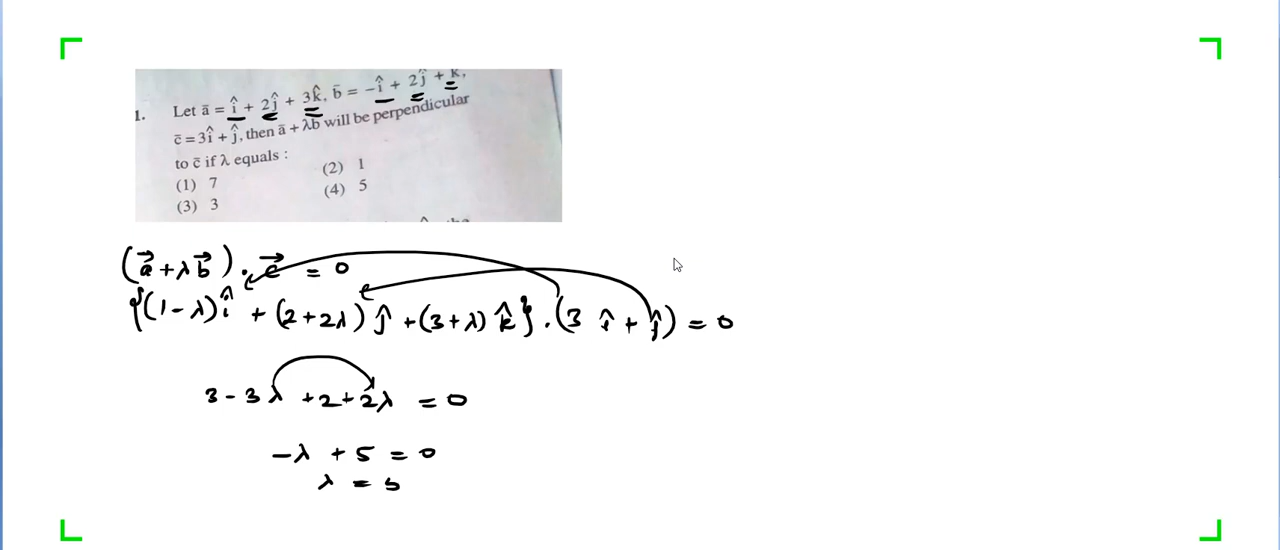 1. Let ā = î + 2ĵ + 3k̂, b̄ = −î + 2ĵ + k̂,
c̄ = 3î + ĵ, then ā + λb̄ will be perpendicular
to c̄ if λ equals :
(1) 7 (2) 1
(3) 3 (4) 5
(a⃗ + λb⃗) . c⃗ = 0
{(1 − λ)î + (2 + 2λ)ĵ + (3 + λ)k̂} . (3 î + ĵ) = 0
3 − 3λ + 2 + 2λ = 0
−λ + 5 = 0
λ = 5